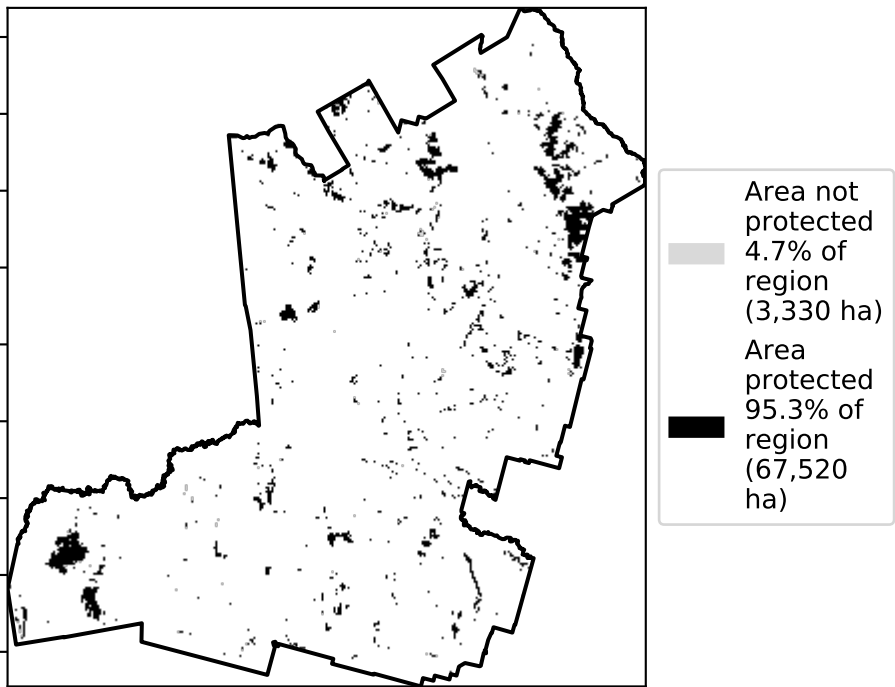 Area not
protected
4.7% of
region
(3,330 ha)
Area
protected
95.3% of
region
(67,520
ha)